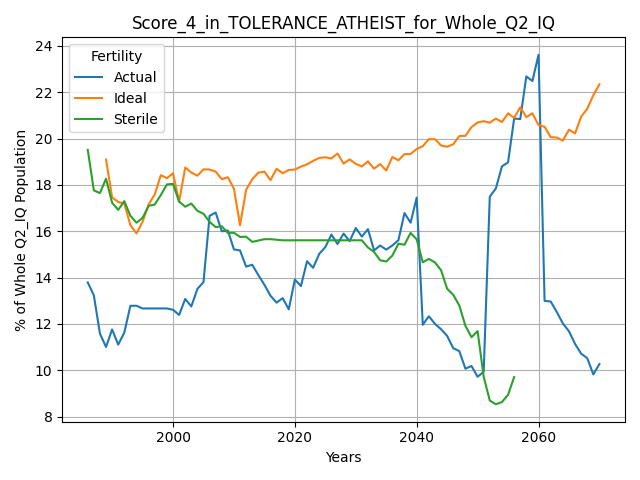 Score_4_in_TOLERANCE_ATHEIST_for_Whole_Q2_IQ
Fertility
Actual
Ideal
Sterile
% of Whole Q2_IQ Population
24
22
20
18
16
14
12
10
8
2000
2020
2040
2060
Years